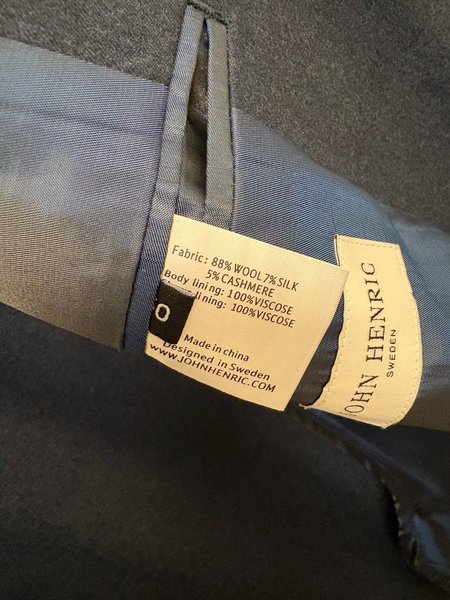 Fabric: 88% WOOL 7% SILK
5% CASHMERE
Body lining: 100% VISCOSE
lining: 100% VISCOSE
Made in china
Designed in Sweden
WWW.JOHNHENRIC.COM
JOHN HENRIC
SWEDEN